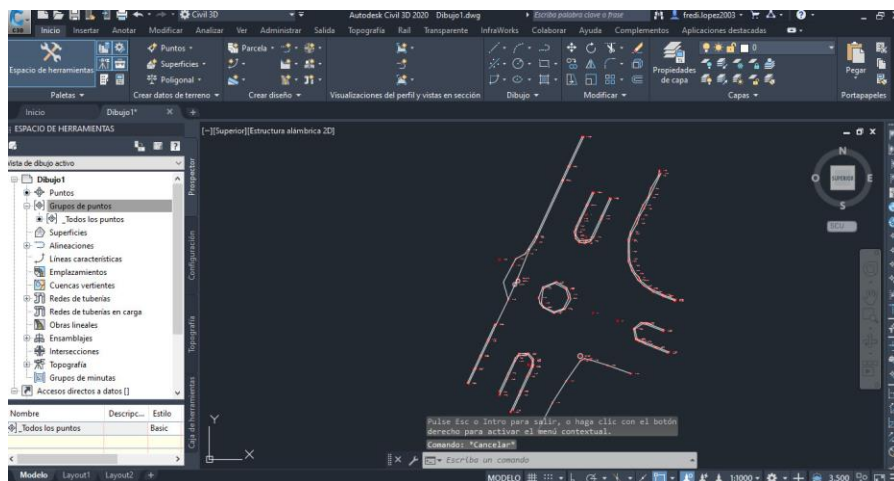 Civil 3D
Autodesk Civil 3D 2020 Dibujo1.dwg
Escriba palabra clave o frase
fredi.lopez2003
C3D
Inicio Insertar Anotar Modificar Analizar Ver Administrar Salida Topografía Rail Transparente InfraWorks Colaborar Ayuda Complementos Aplicaciones destacadas
Espacio de herramientas
Puntos
Superficies
Poligonal
Parcela
Propiedades de capa
0
Pegar
Paletas
Crear datos de terreno
Crear diseño
Visualizaciones del perfil y vistas en sección
Dibujo
Modificar
Capas
Portapapeles
Inicio
Dibujo1*
ESPACIO DE HERRAMIENTAS
Vista de dibujo activo
Dibujo1
Puntos
Grupos de puntos
_Todos los puntos
Superficies
Alineaciones
Líneas características
Emplazamientos
Cuencas vertientes
Redes de tuberías
Redes de tuberías en carga
Obras lineales
Ensamblajes
Intersecciones
Topografía
Grupos de minutas
Accesos directos a datos []
Nombre Descripc... Estilo
_Todos los puntos Basic
Prospector
Configuración
Topografía
Caja de herramientas
[−][Superior][Estructura alámbrica 2D]
N
O
SUPERIOR
E
S
SCU
Y
X
Pulse Esc o Intro para salir, o haga clic con el botón
derecho para activar el menú contextual.
Comando: *Cancelar*
Escriba un comando
Modelo Layout1 Layout2 +
MODELO
1:1000
3.500